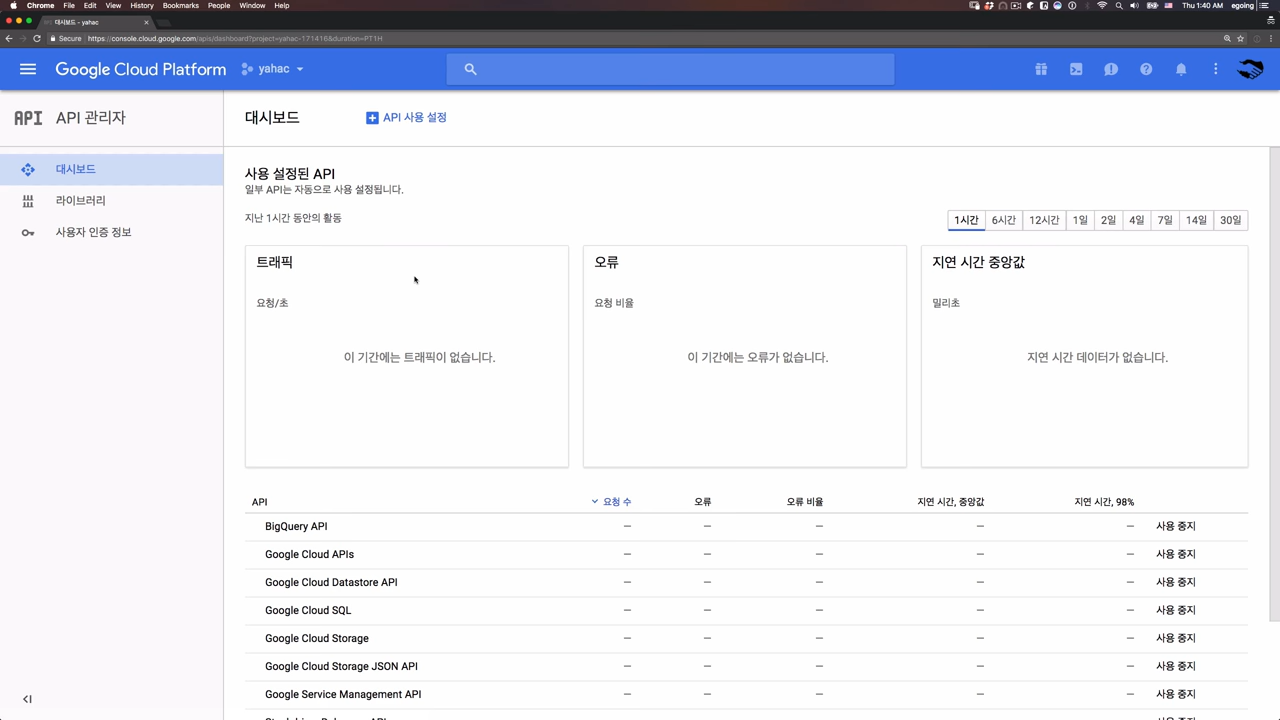 Chrome File Edit View History Bookmarks People Window Help
Thu 1:40 AM egoing
대시보드 - yahac
Secure https://console.cloud.google.com/apis/dashboard?project=yahac-171416&duration=PT1H
Google Cloud Platform yahac
API API 관리자
대시보드 API 사용 설정
대시보드
라이브러리
사용자 인증 정보
사용 설정된 API
일부 API는 자동으로 사용 설정됩니다.
지난 1시간 동안의 활동
1시간 6시간 12시간 1일 2일 4일 7일 14일 30일
트래픽 오류 지연 시간 중앙값
요청/초 요청 비율 밀리초
이 기간에는 트래픽이 없습니다. 이 기간에는 오류가 없습니다. 지연 시간 데이터가 없습니다.
API 요청 수 오류 오류 비율 지연 시간, 중앙값 지연 시간, 98%
BigQuery API — — — — — 사용 중지
Google Cloud APIs — — — — — 사용 중지
Google Cloud Datastore API — — — — — 사용 중지
Google Cloud SQL — — — — — 사용 중지
Google Cloud Storage — — — — — 사용 중지
Google Cloud Storage JSON API — — — — — 사용 중지
Google Service Management API — — — — — 사용 중지